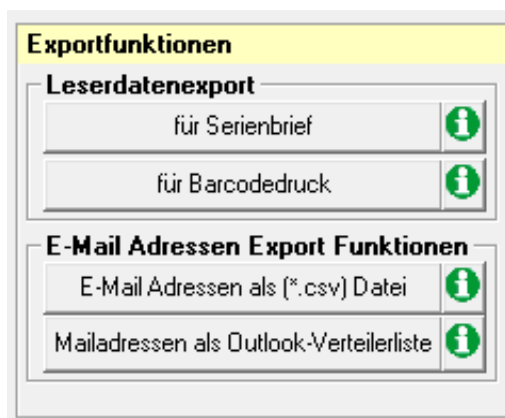 Exportfunktionen
Leserdatenexport
für Serienbrief
für Barcodedruck
E-Mail Adressen Export Funktionen
E-Mail Adressen als (*.csv) Datei
Mailadressen als Outlook-Verteilerliste